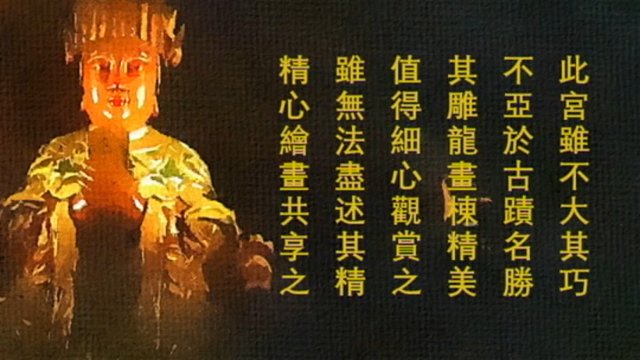 此宮雖不大其巧
不亞於古蹟名勝
其雕龍畫棟精美
值得細心觀賞之
雖無法盡述其精
精心繪畫共享之